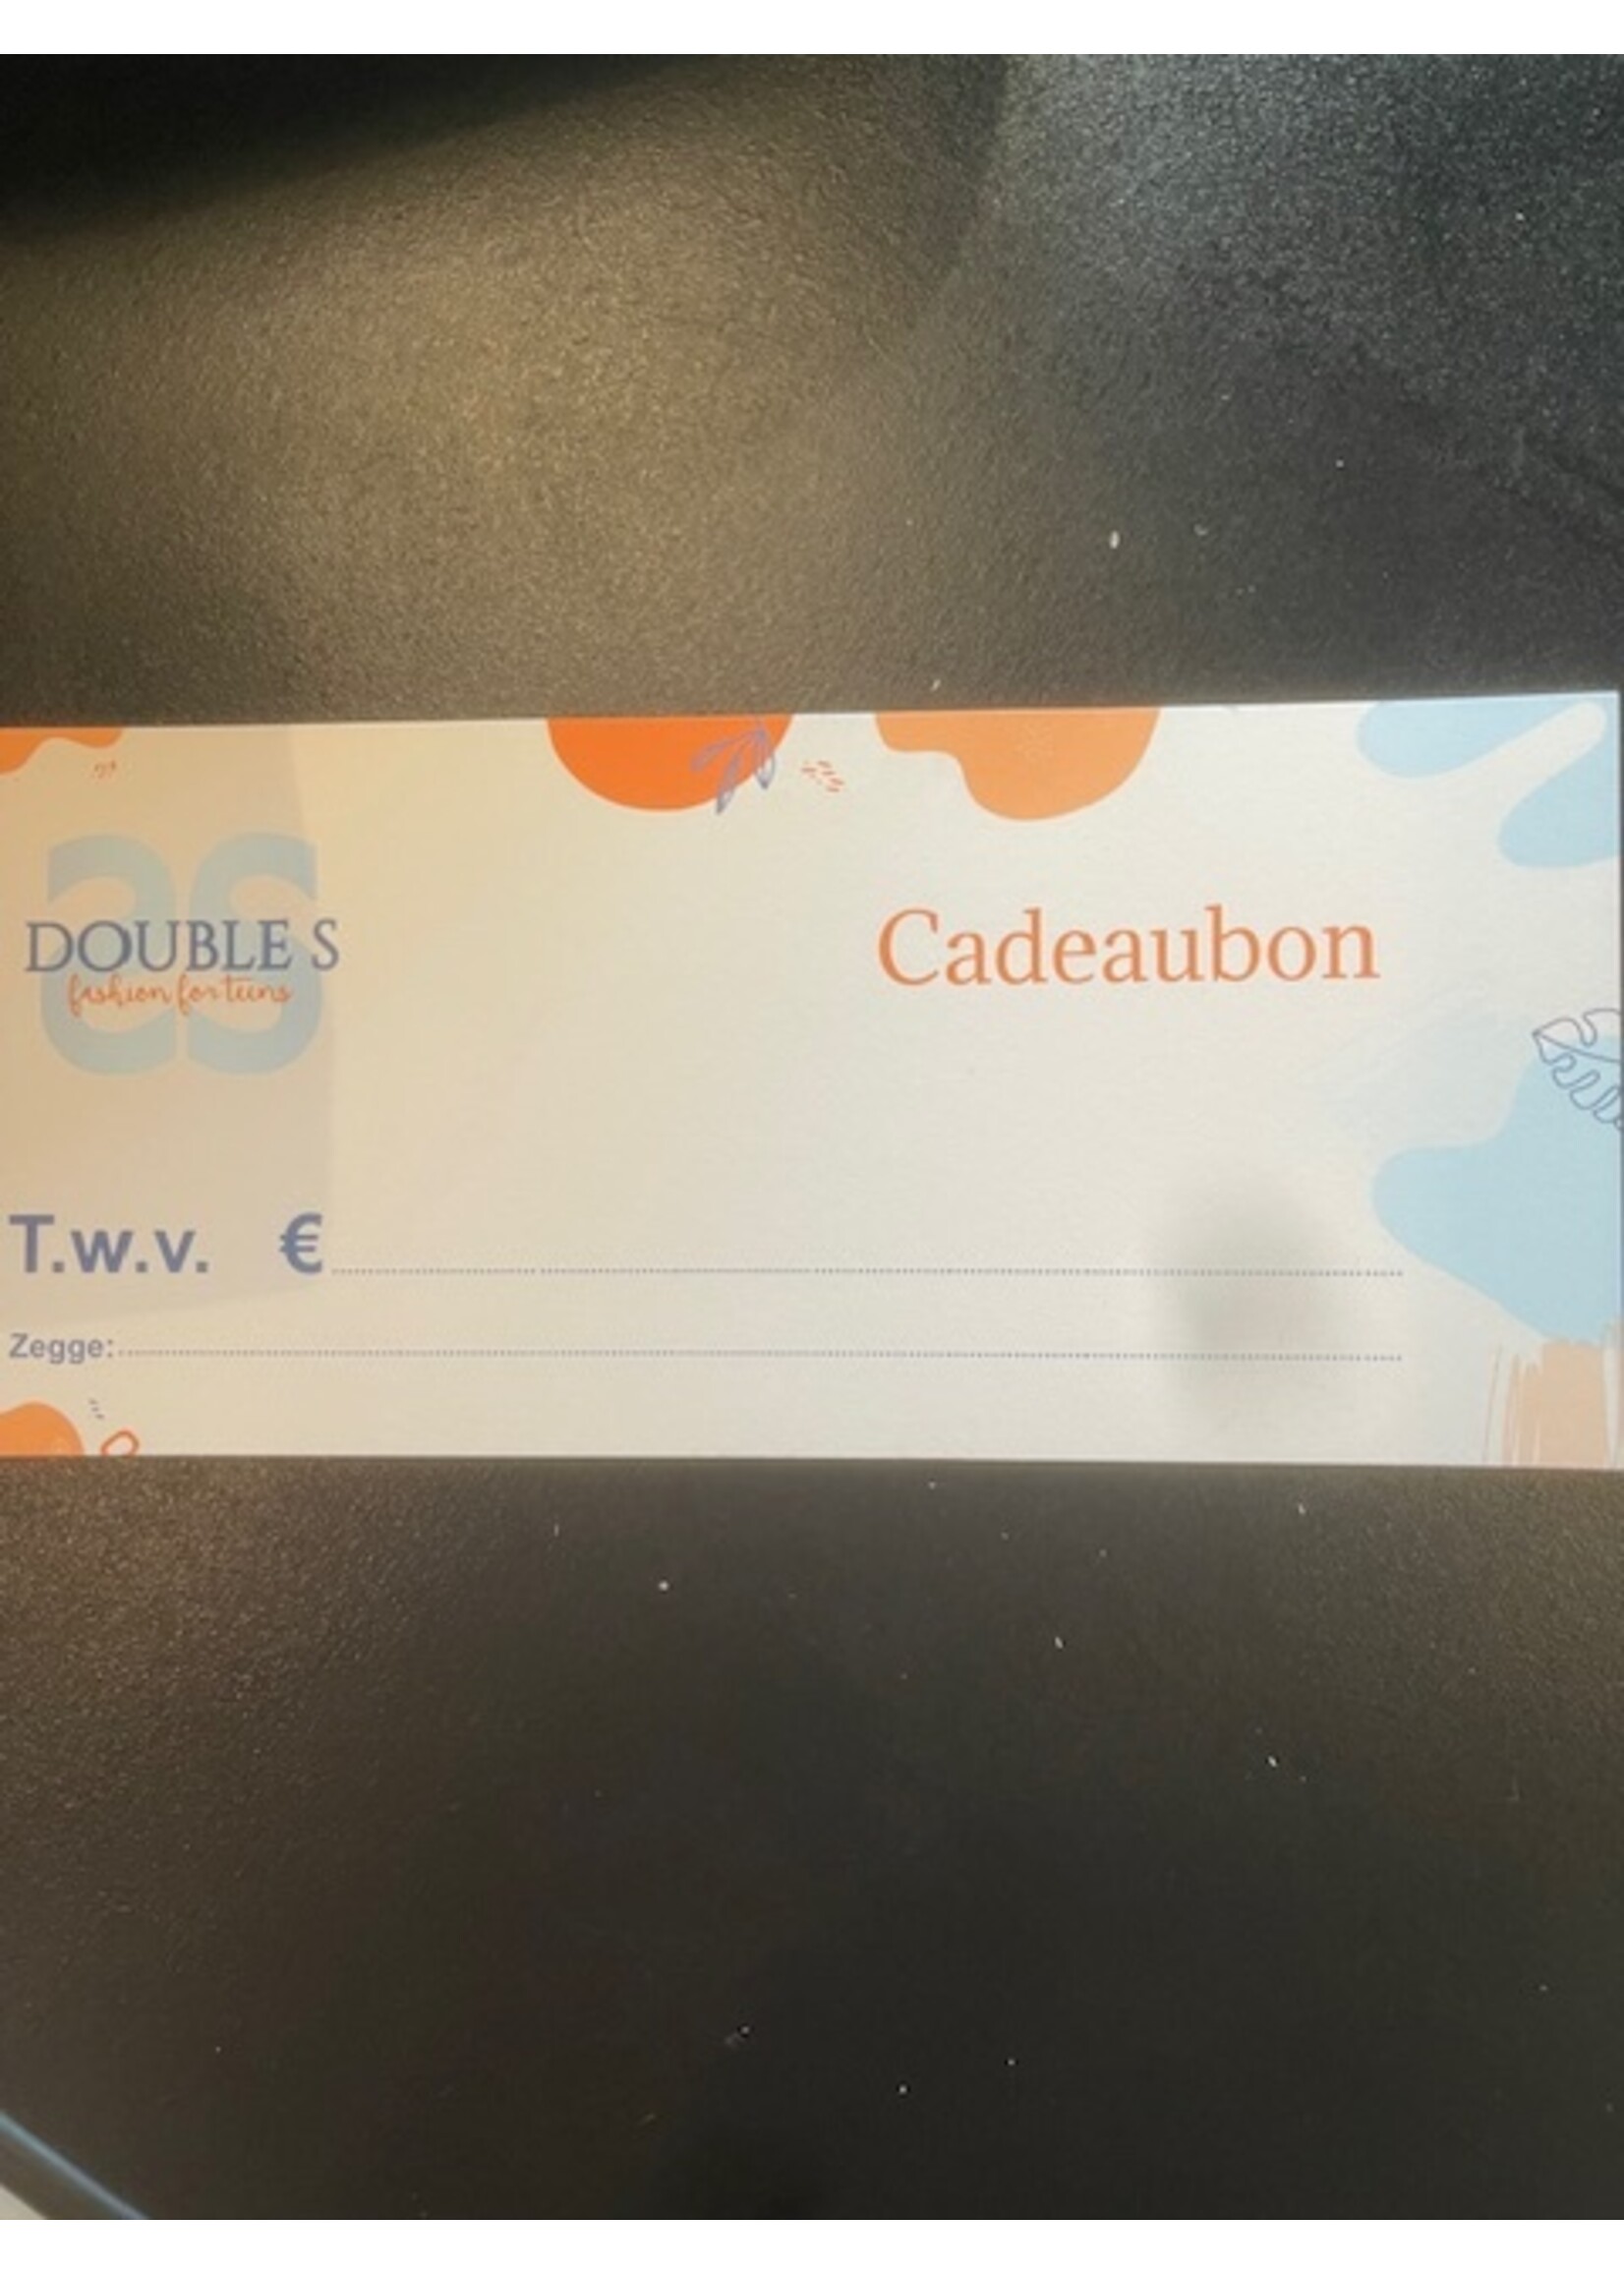 DOUBLE S
fashion for teens
Cadeaubon
T.w.v. €
Zegge: